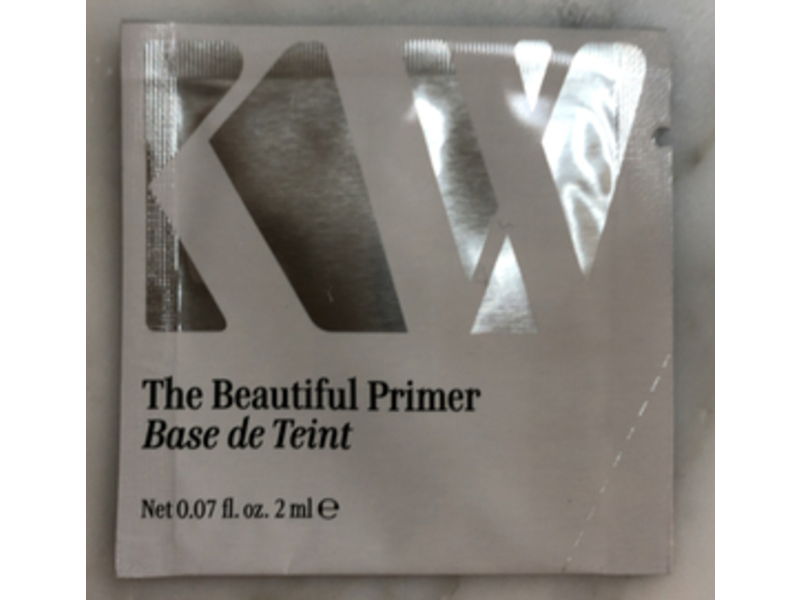 KW
The Beautiful Primer
Base de Teint
Net 0.07 fl. oz. 2 ml ℮